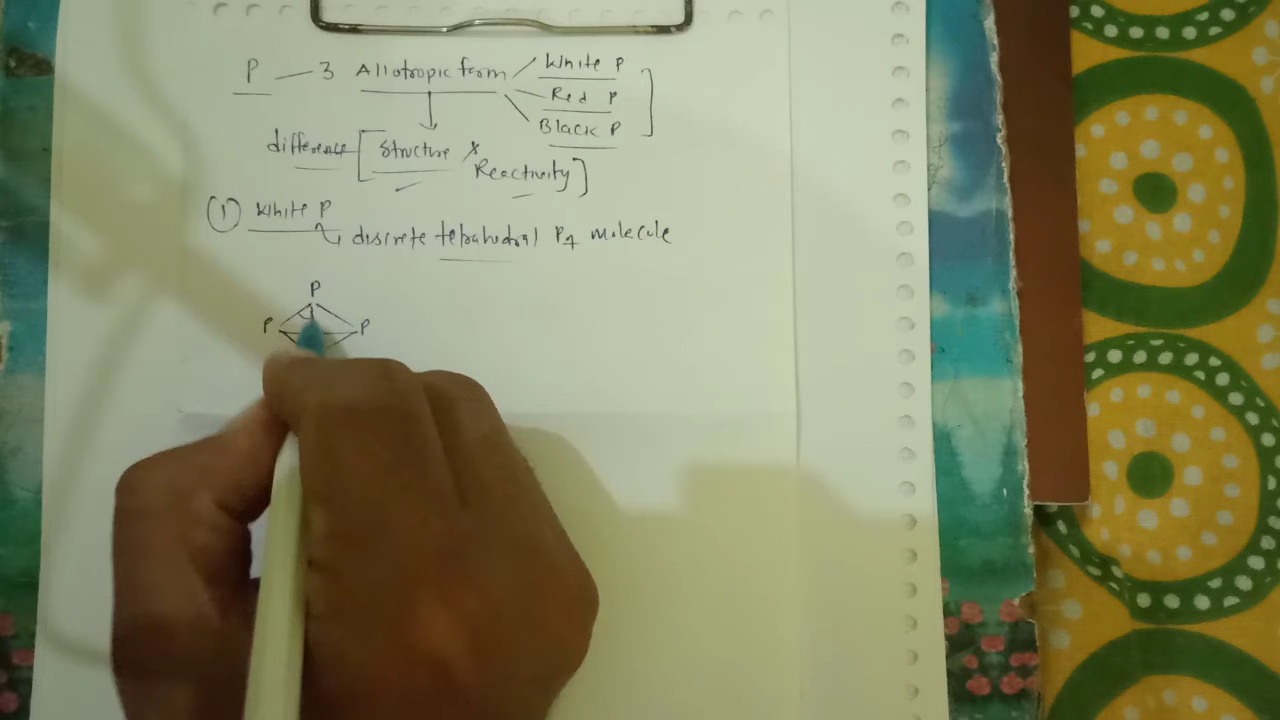 P — 3 Allotropic form White P
Red P
Black P
difference [Structure & Reactivity]
① White P
discrete tetrahedral P4 molecule
P
P P